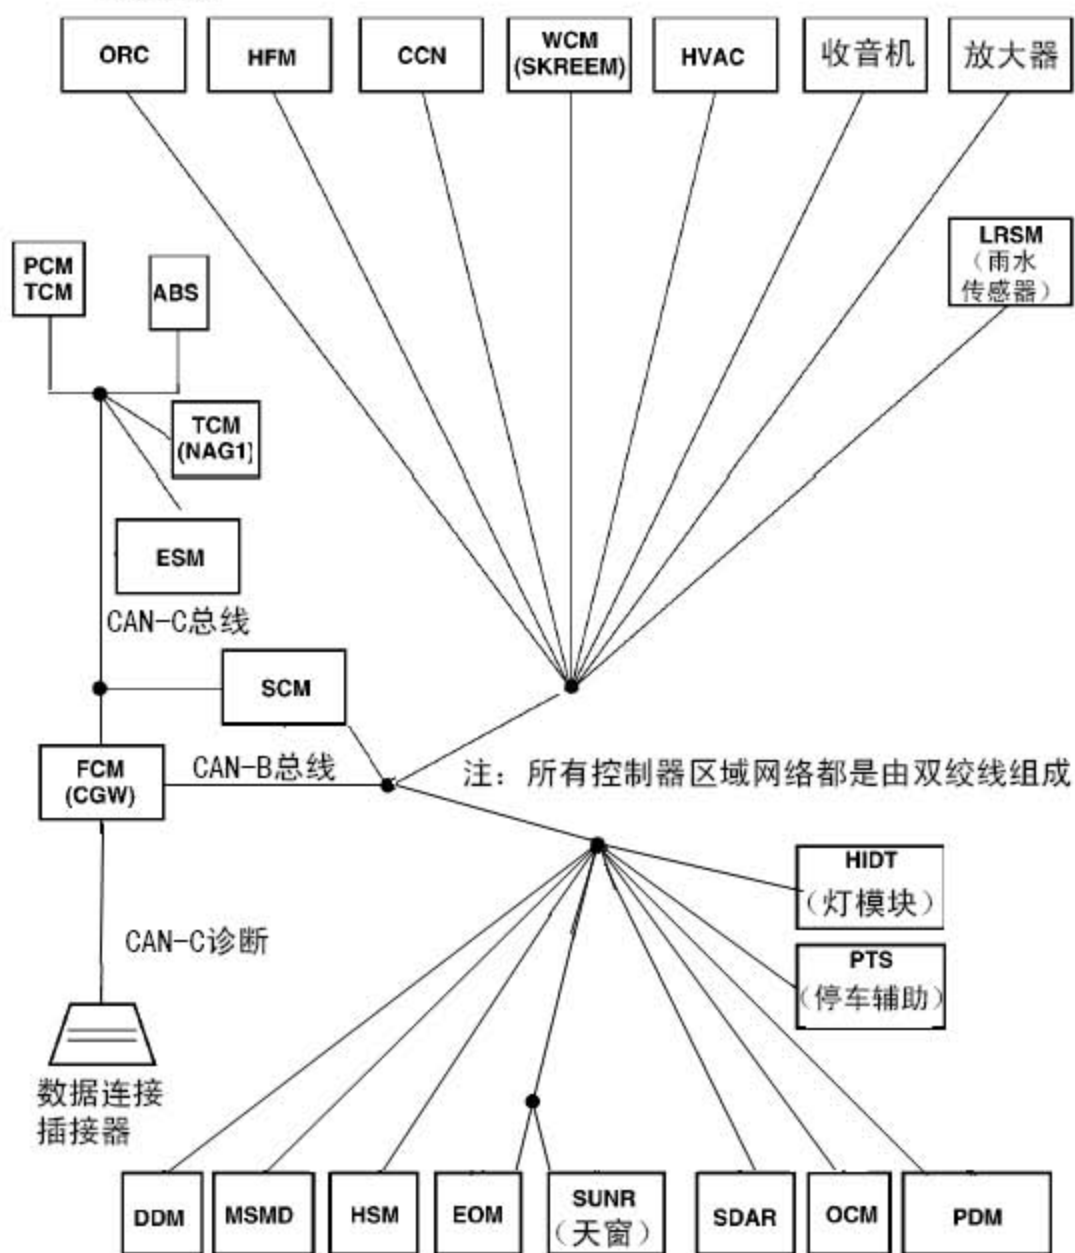 ORC
HFM
CCN
WCM
(SKREEM)
HVAC
收音机
放大器
LRSM
（雨水
传感器）
PCM
TCM
ABS
TCM
(NAG1)
ESM
CAN-C总线
SCM
FCM
(CGW)
CAN-B总线
注：所有控制器区域网络都是由双绞线组成
HIDT
（灯模块）
PTS
（停车辅助）
CAN-C诊断
数据连接
插接器
DDM
MSMD
HSM
EOM
SUNR
（天窗）
SDAR
OCM
PDM